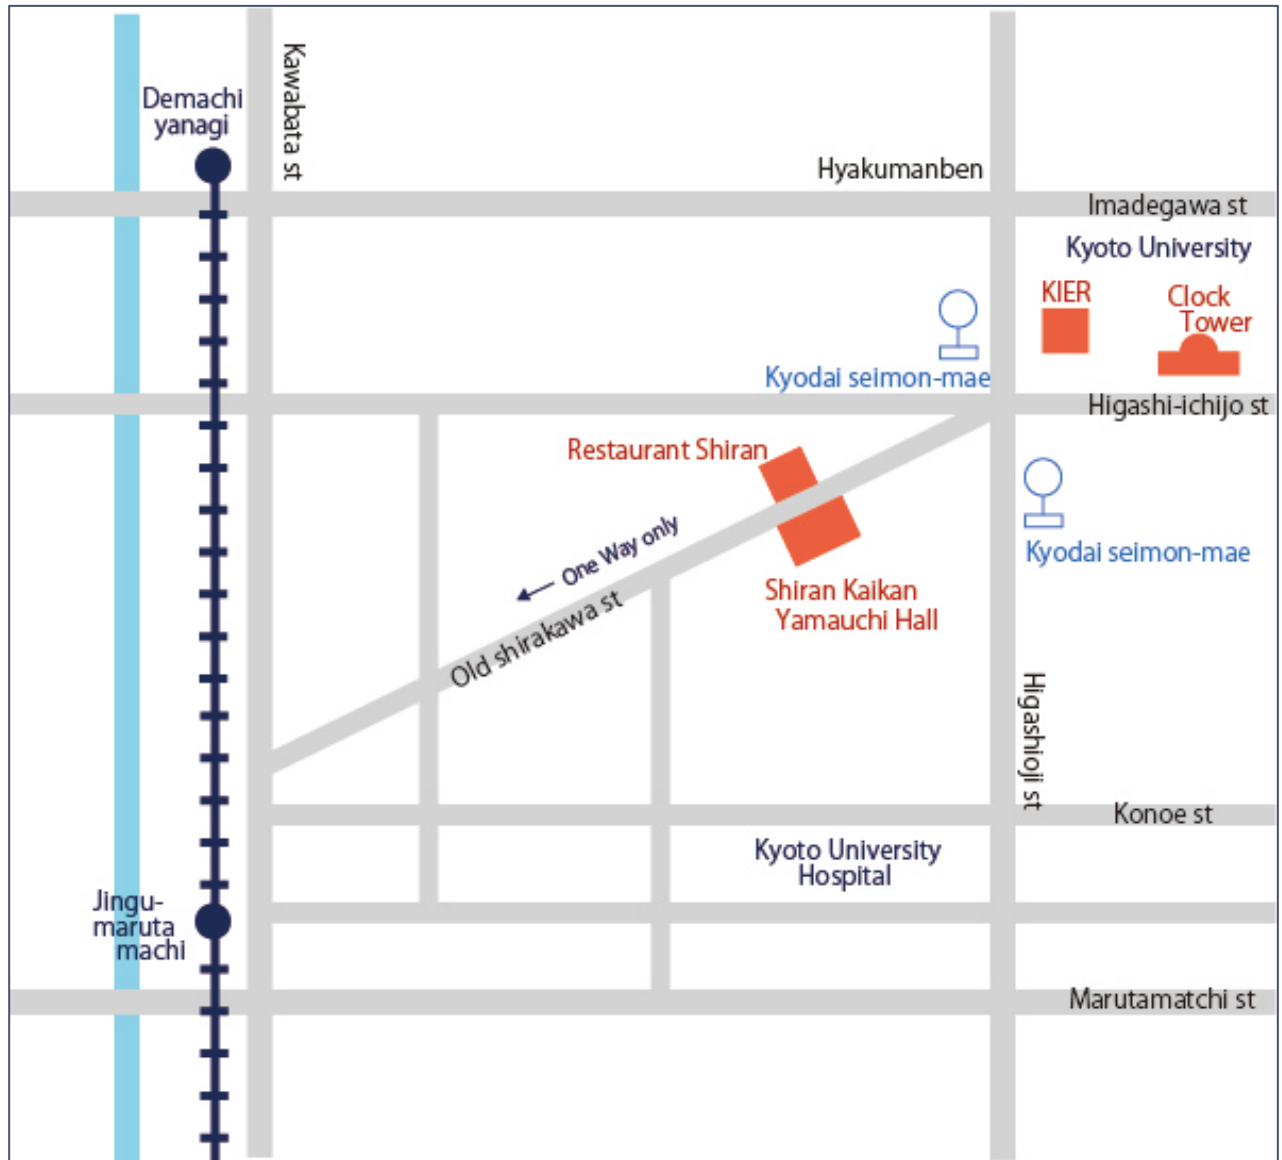 Kawabata st
Demachi
yanagi
Hyakumanben
Imadegawa st
Kyoto University
KIER
Clock
Tower
Kyodai seimon-mae
Higashi-ichijo st
Restaurant Shiran
One Way only
Kyodai seimon-mae
Shiran Kaikan
Yamauchi Hall
Old shirakawa st
Higashioji st
Konoe st
Kyoto University
Hospital
Jingu-
maruta
machi
Marutamatchi st